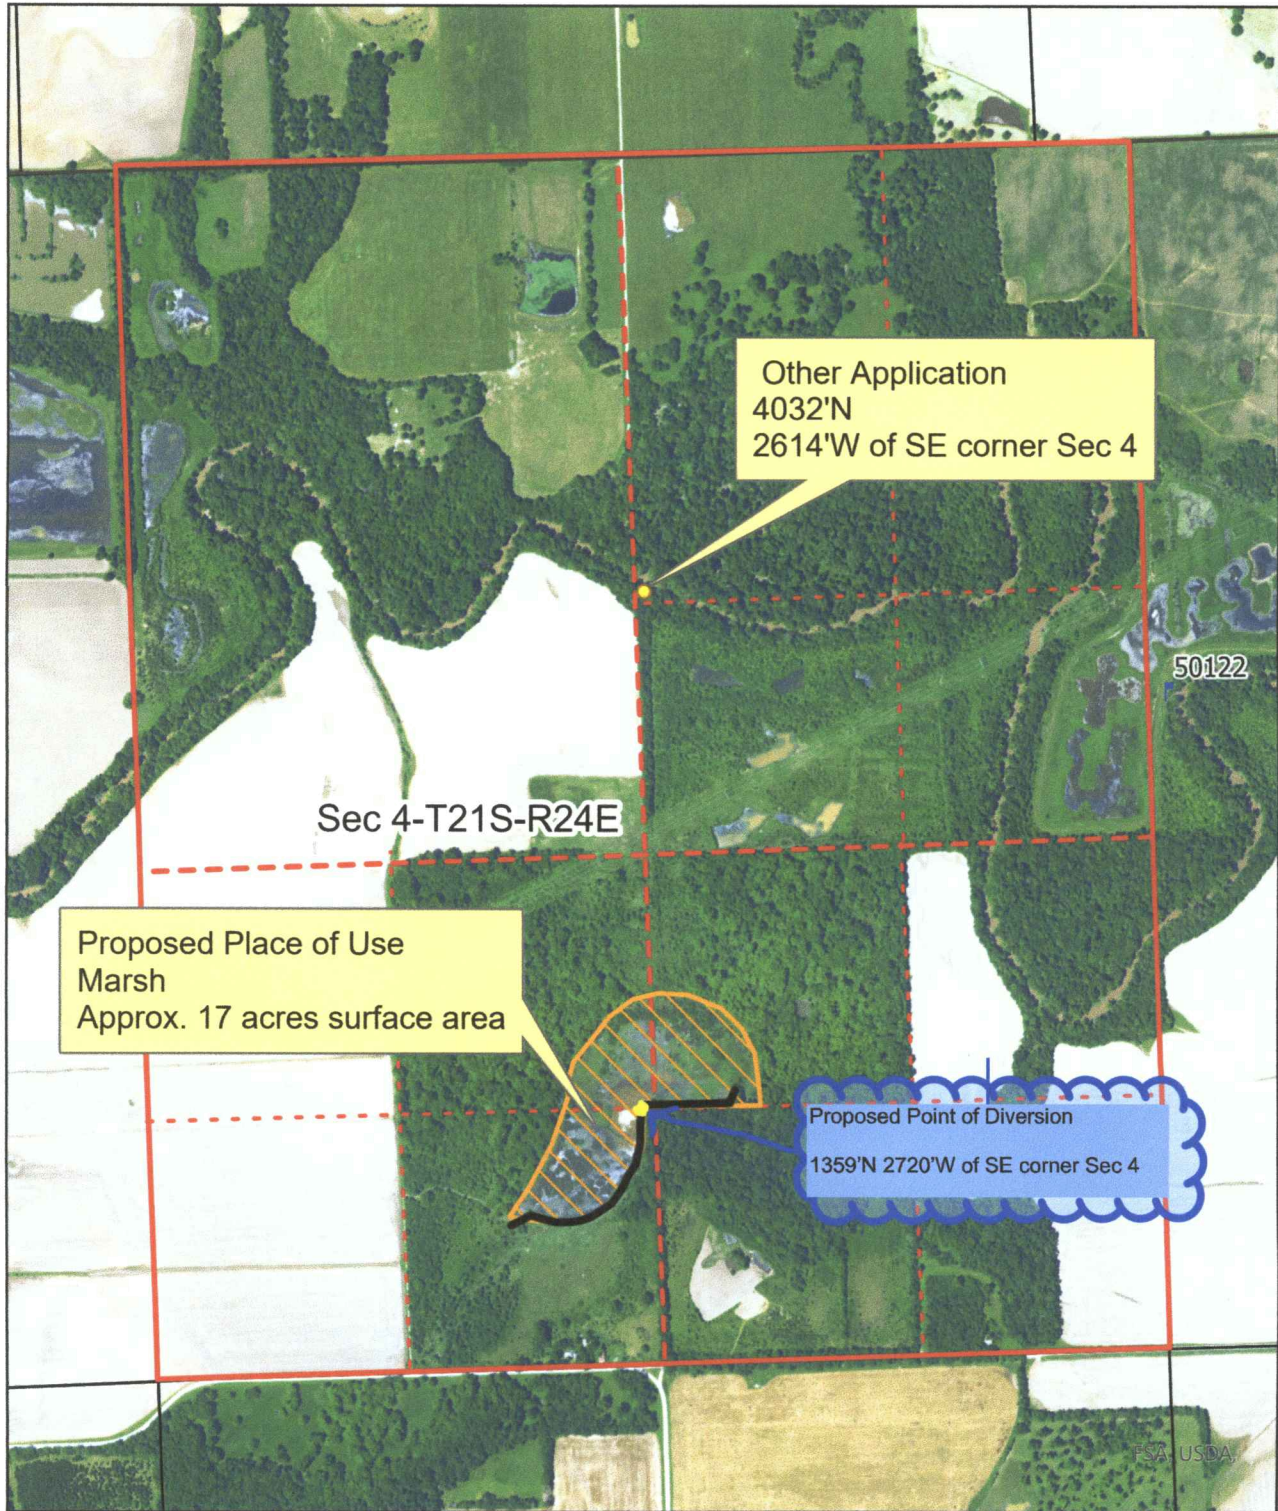 Other Application
4032'N
2614'W of SE corner Sec 4
50122
Sec 4-T21S-R24E
Proposed Place of Use
Marsh
Approx. 17 acres surface area
Proposed Point of Diversion
1359'N 2720'W of SE corner Sec 4
FSA, USDA